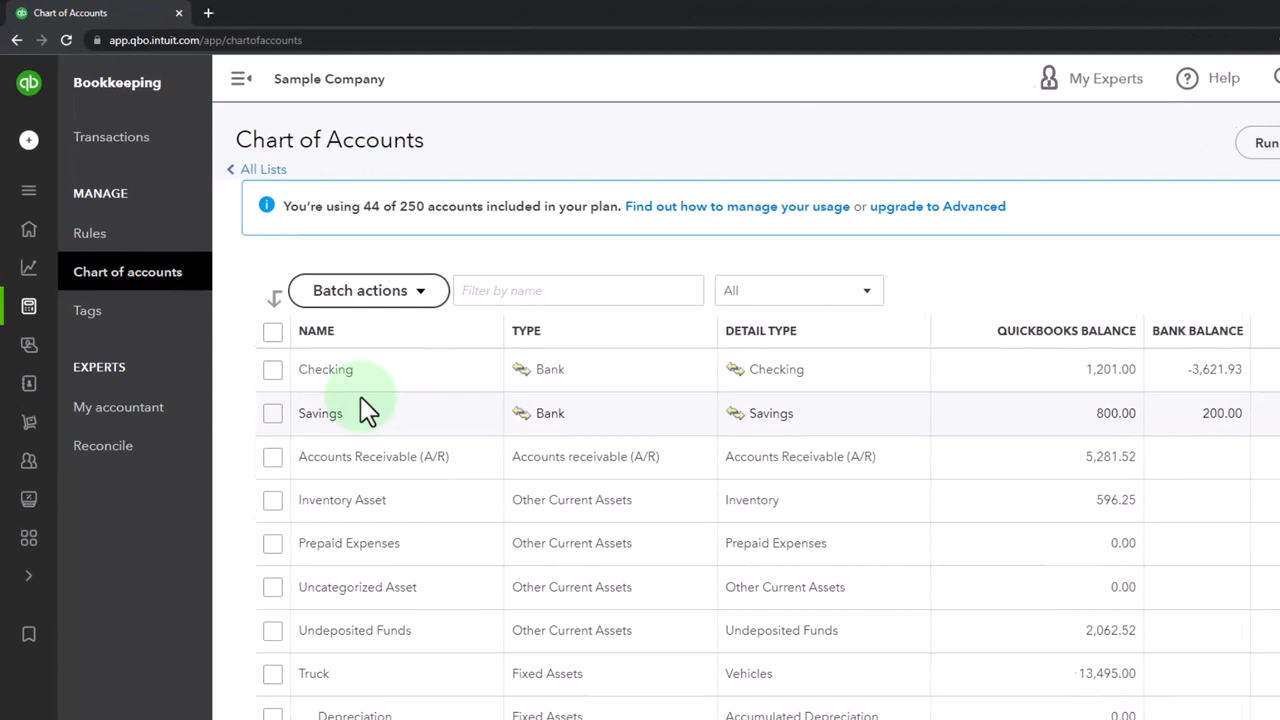 Chart of Accounts
app.qbo.intuit.com/app/chartofaccounts
qb
Bookkeeping
Transactions
MANAGE
Rules
Chart of accounts
Tags
EXPERTS
My accountant
Reconcile
Sample Company
My Experts
Help
Chart of Accounts
All Lists
Run
You're using 44 of 250 accounts included in your plan. Find out how to manage your usage or upgrade to Advanced
Batch actions Filter by name All
NAME TYPE DETAIL TYPE QUICKBOOKS BALANCE BANK BALANCE
Checking Bank Checking 1,201.00 -3,621.93
Savings Bank Savings 800.00 200.00
Accounts Receivable (A/R) Accounts receivable (A/R) Accounts Receivable (A/R) 5,281.52
Inventory Asset Other Current Assets Inventory 596.25
Prepaid Expenses Other Current Assets Prepaid Expenses 0.00
Uncategorized Asset Other Current Assets Other Current Assets 0.00
Undeposited Funds Other Current Assets Undeposited Funds 2,062.52
Truck Fixed Assets Vehicles 13,495.00
Depreciation Fixed Assets Accumulated Depreciation 0.00